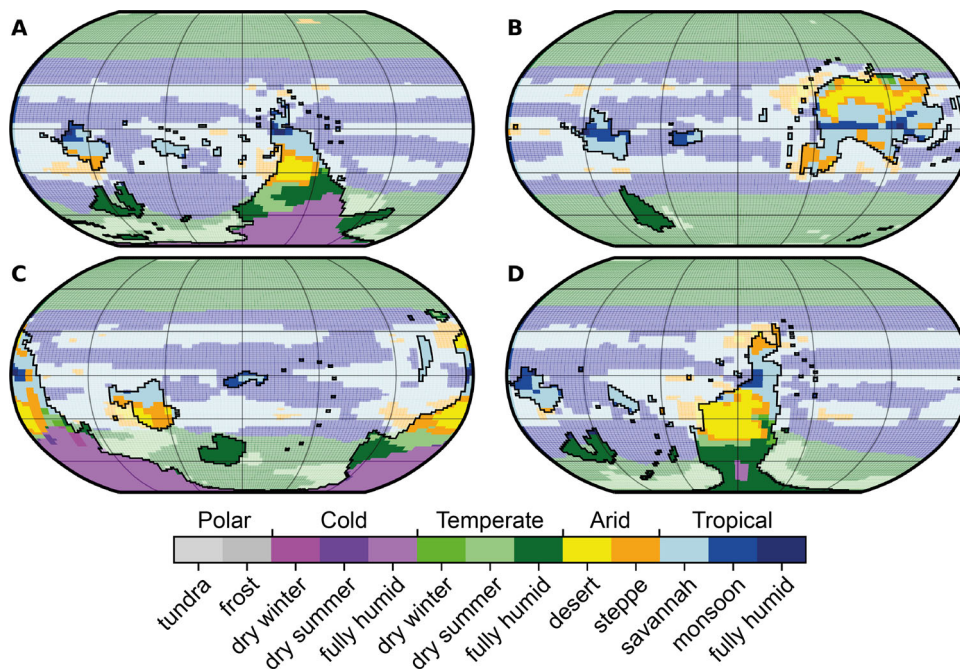 A
B
C
D
Polar Cold Temperate Arid Tropical
tundra
frost
dry winter
dry summer
fully humid
dry winter
dry summer
fully humid
desert
steppe
savannah
monsoon
fully humid